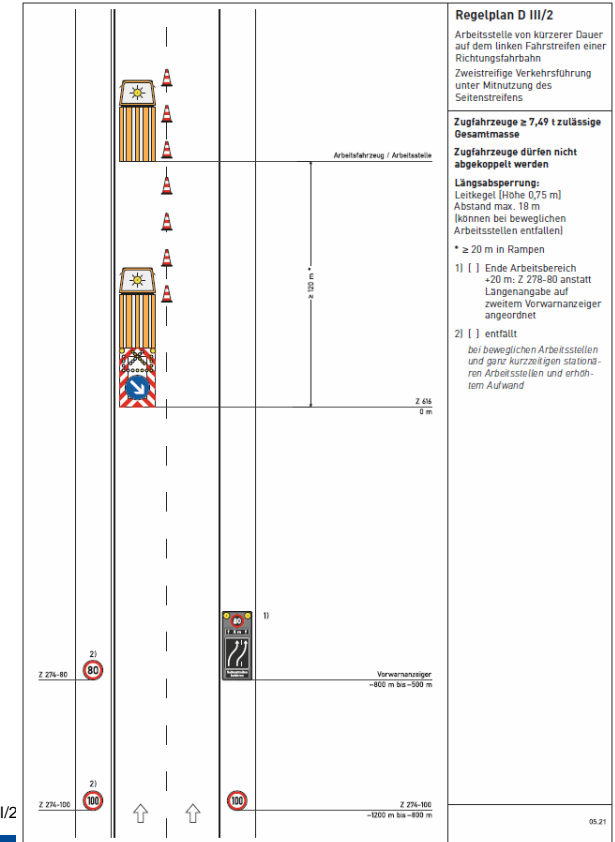 Regelplan D III/2
Arbeitsstelle von kürzerer Dauer
auf dem linken Fahrstreifen einer
Richtungsfahrbahn
Zweistreifige Verkehrsführung
unter Mitnutzung des
Seitenstreifens
Zugfahrzeuge ≥ 7,49 t zulässige
Gesamtmasse
Zugfahrzeuge dürfen nicht
abgekoppelt werden
Längsabsperrung:
Leitkegel (Höhe 0,75 m)
Abstand max. 18 m
(können bei beweglichen
Arbeitsstellen entfallen)
* ≥ 20 m in Rampen
1) [ ] Ende Arbeitsbereich
+20 m: Z 278-80 anstatt
Längenangabe auf
zweitem Vorwarnanzeiger
angeordnet
2) [ ] entfällt
bei beweglichen Arbeitsstellen
und ganz kurzzeitigen stationä-
ren Arbeitsstellen und erhöh-
tem Aufwand
Arbeitsfahrzeug / Arbeitsstelle
≥ 120 m *
Z 616
0 m
1)
80
2)
80
Z 274-80
Vorwarnanzeiger
-800 m bis -500 m
2)
100
Z 274-100
100
Z 274-100
-1200 m bis -800 m
I/2
05.21